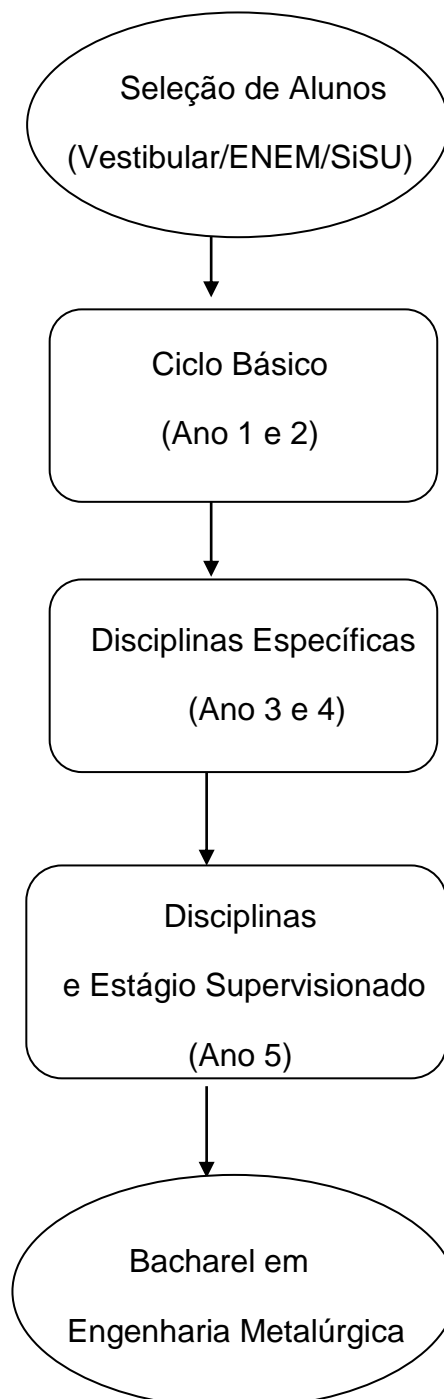 Seleção de Alunos
(Vestibular/ENEM/SiSU)
Ciclo Básico
(Ano 1 e 2)
Disciplinas Específicas
(Ano 3 e 4)
Disciplinas
e Estágio Supervisionado
(Ano 5)
Bacharel em
Engenharia Metalúrgica